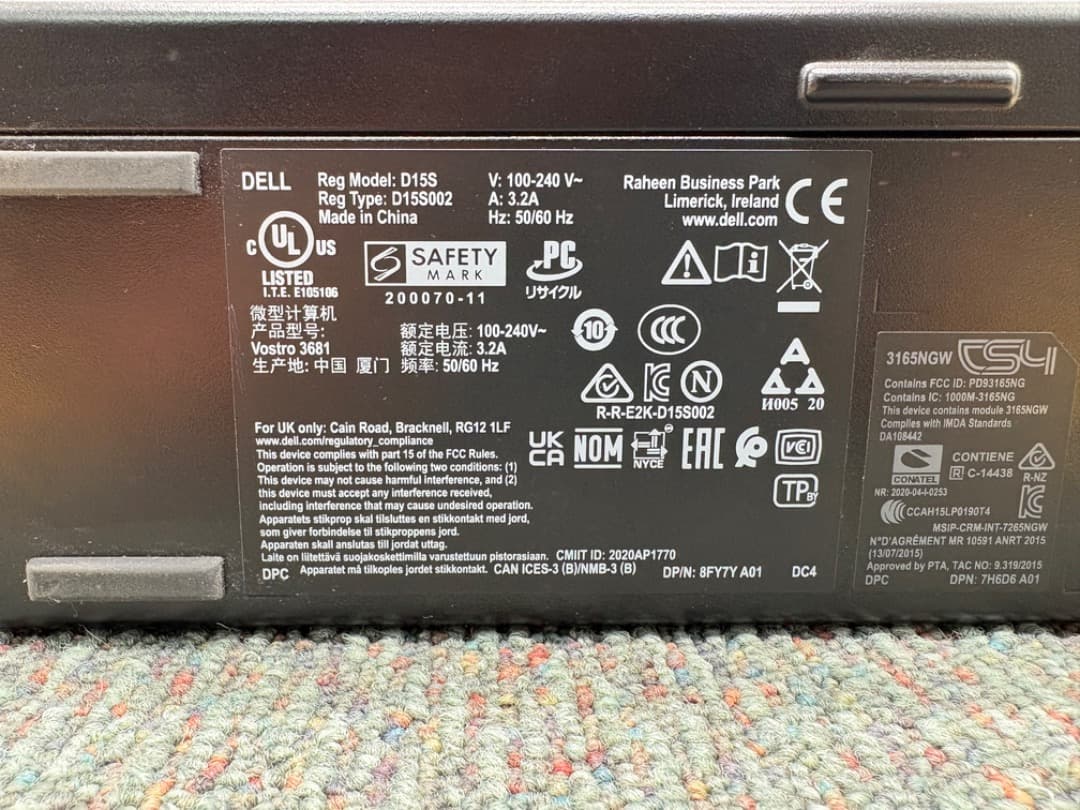 DELL
Reg Model: D15S
Reg Type: D15S002
Made in China
V: 100-240 V~
A: 3.2A
Hz: 50/60 Hz
Raheen Business Park
Limerick, Ireland
www.dell.com
CE
C UL US
LISTED
I.T.E. E105106
SAFETY
MARK
200070-11
PC
リサイクル
微型计算机
产品型号:
Vostro 3681
生产地: 中国 厦门
额定电压: 100-240V~
额定电流: 3.2A
频率: 50/60 Hz
10
CCC
N
R-R-E2K-D15S002
И005 20
For UK only: Cain Road, Bracknell, RG12 1LF
www.dell.com/regulatory_compliance
This device complies with part 15 of the FCC Rules.
Operation is subject to the following two conditions: (1)
This device may not cause harmful interference, and (2)
this device must accept any interference received,
including interference that may cause undesired operation.
Apparatets stikprop skal tilsluttes en stikkontakt med jord,
som giver forbindelse til stikproppens jord.
Apparaten skall anslutas till jordat uttag.
Laite on liitettävä suojakoskettimilla varustettuun pistorasiaan.
Apparatet må tilkoples jordet stikkontakt.
CMIIT ID: 2020AP1770
CAN ICES-3 (B)/NMB-3 (B)
DPC
DP/N: 8FY7Y A01
DC4
UK
CA
NOM
NYCE
EAC
VCI
TP
BY
3165NGW
Contains FCC ID: PD93165NG
Contains IC: 1000M-3165NG
This device contains module 3165NGW
Complies with IMDA Standards
DA108442
CONATEL
NR: 2020-04-I-0253
CONTIENE
R C-14438
R-NZ
CCAH15LP0190T4
MSIP-CRM-INT-7265NGW
N°D'AGRÉMENT MR 10591 ANRT 2015
(13/07/2015)
Approved by PTA, TAC NO: 9.319/2015
DPC
DPN: 7H6D6 A01